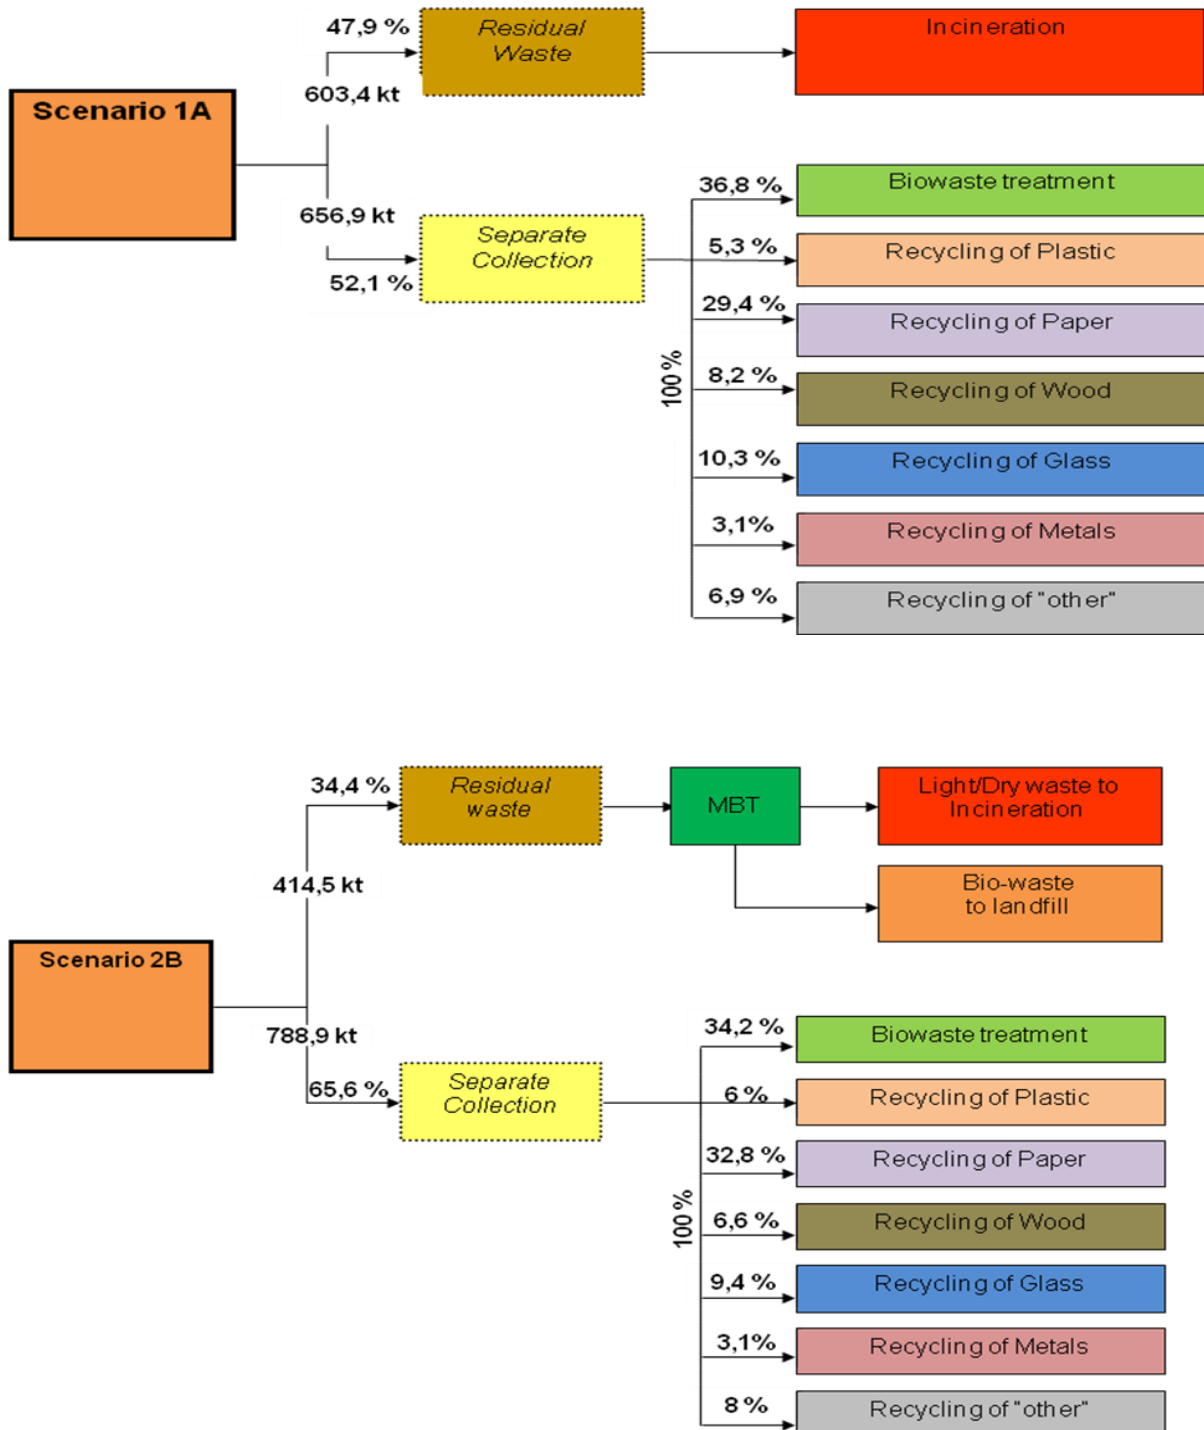 47,9 %
Residual
Waste
Incineration
603,4 kt
Scenario 1A
656,9 kt
52,1 %
Separate
Collection
100 %
36,8 %
Biowaste treatment
5,3 %
Recycling of Plastic
29,4 %
Recycling of Paper
8,2 %
Recycling of Wood
10,3 %
Recycling of Glass
3,1%
Recycling of Metals
6,9 %
Recycling of "other"
34,4 %
Residual
waste
MBT
Light/Dry waste to
Incineration
Bio-waste
to landfill
414,5 kt
Scenario 2B
788,9 kt
65,6 %
Separate
Collection
100 %
34,2 %
Biowaste treatment
6 %
Recycling of Plastic
32,8 %
Recycling of Paper
6,6 %
Recycling of Wood
9,4 %
Recycling of Glass
3,1%
Recycling of Metals
8 %
Recycling of "other"